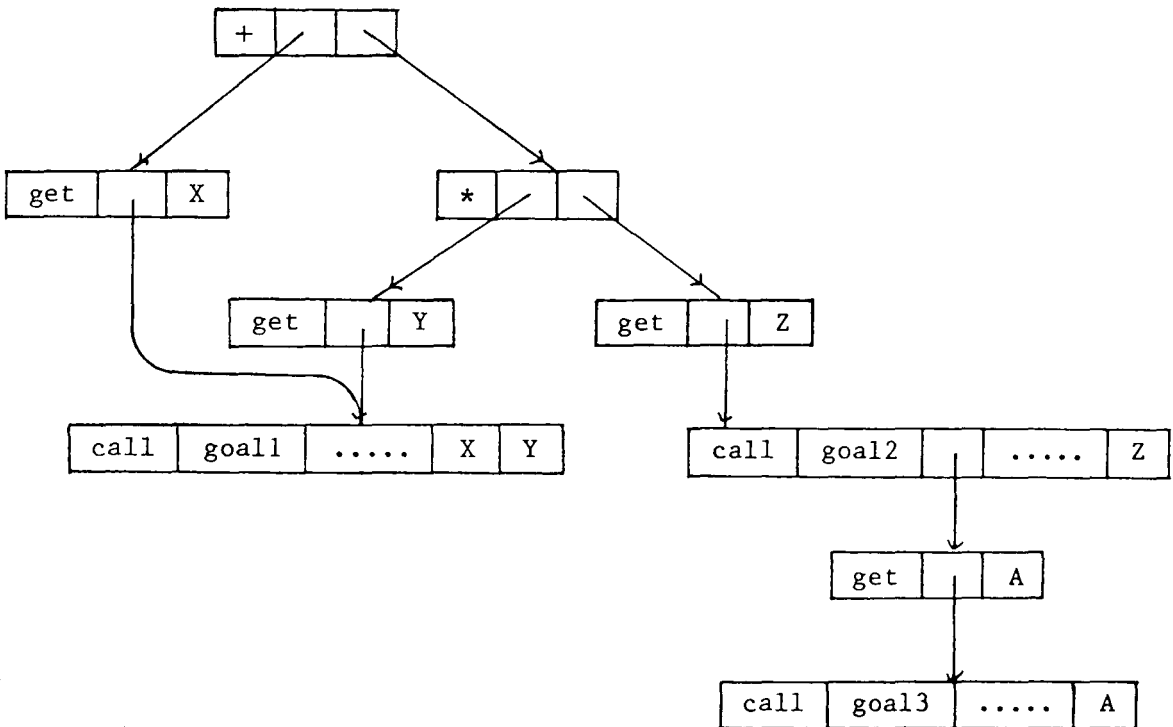 +
get X
*
get Y
get Z
call goal1 ..... X Y
call goal2 ..... Z
get A
call goal3 ..... A